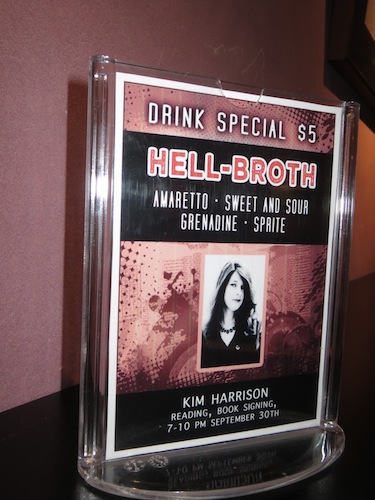 DRINK SPECIAL $5
HELL-BROTH
AMARETTO · SWEET AND SOUR
GRENADINE · SPRITE
KIM HARRISON
READING, BOOK SIGNING,
7-10 PM SEPTEMBER 30TH